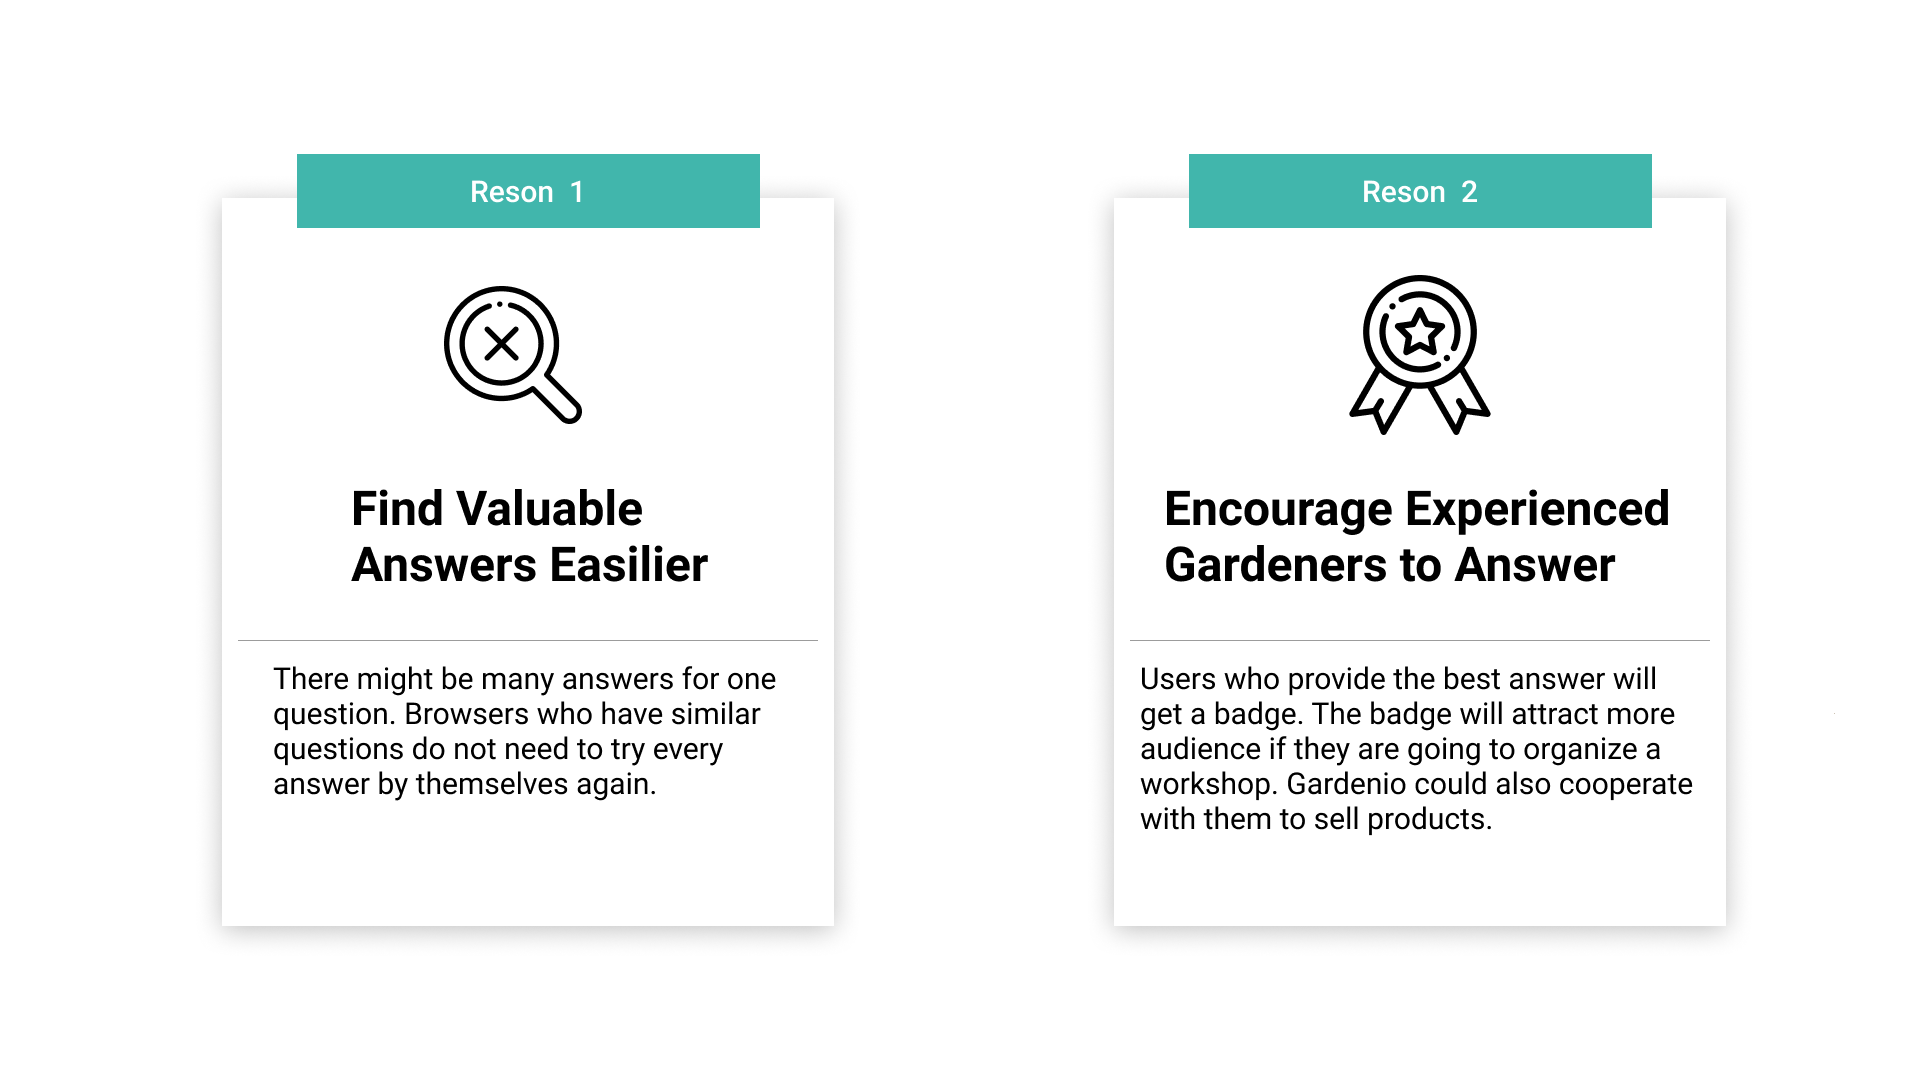 Reson 1
Find Valuable
Answers Easilier
There might be many answers for one
question. Browsers who have similar
questions do not need to try every
answer by themselves again.
Reson 2
Encourage Experienced
Gardeners to Answer
Users who provide the best answer will
get a badge. The badge will attract more
audience if they are going to organize a
workshop. Gardenio could also cooperate
with them to sell products.